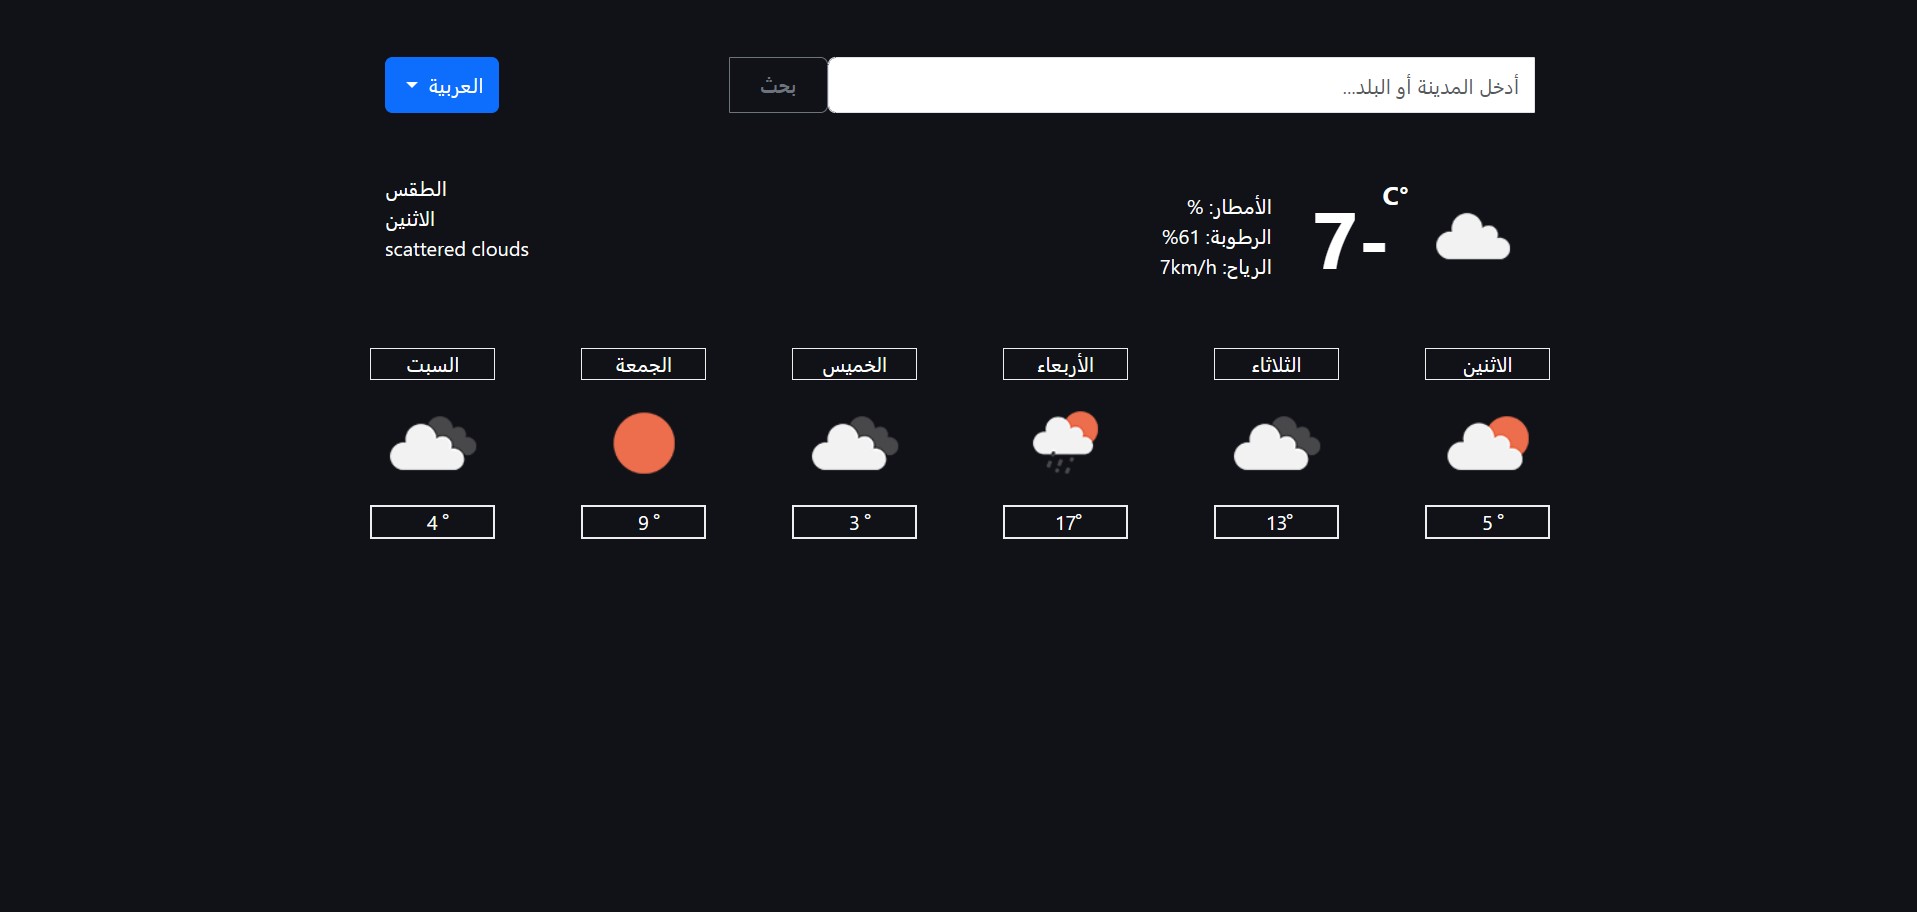 أدخل المدينة أو البلد...
بحث
العربية
7-
C°
الأمطار: %
الرطوبة: 61%
الرياح: 7km/h
الطقس
الاثنين
scattered clouds
الاثنين
الثلاثاء
الأربعاء
الخميس
الجمعة
السبت
5 °
13°
17°
3 °
9 °
4 °